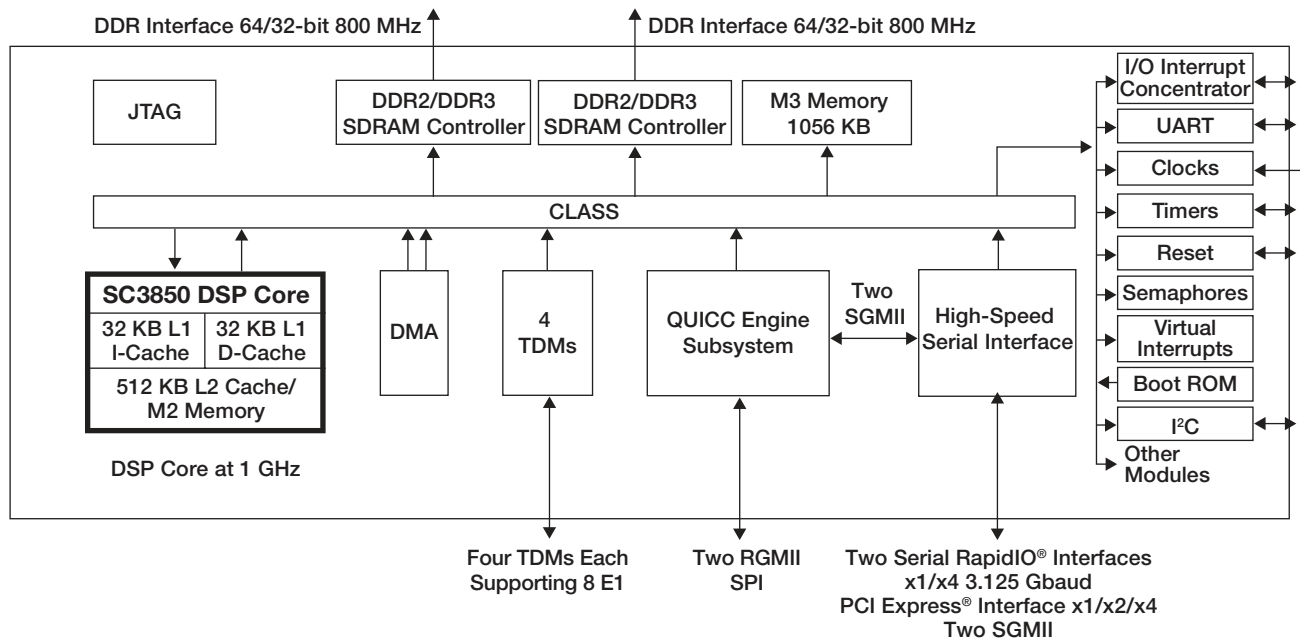 DDR Interface 64/32-bit 800 MHz
DDR Interface 64/32-bit 800 MHz
JTAG
DDR2/DDR3
SDRAM Controller
DDR2/DDR3
SDRAM Controller
M3 Memory
1056 KB
I/O Interrupt
Concentrator
UART
Clocks
Timers
Reset
Semaphores
Virtual
Interrupts
Boot ROM
I²C
Other
Modules
CLASS
SC3850 DSP Core
32 KB L1
I-Cache
32 KB L1
D-Cache
512 KB L2 Cache/
M2 Memory
DSP Core at 1 GHz
DMA
4
TDMs
QUICC Engine
Subsystem
Two
SGMII
High-Speed
Serial Interface
Four TDMs Each
Supporting 8 E1
Two RGMII
SPI
Two Serial RapidIO® Interfaces
x1/x4 3.125 Gbaud
PCI Express® Interface x1/x2/x4
Two SGMII